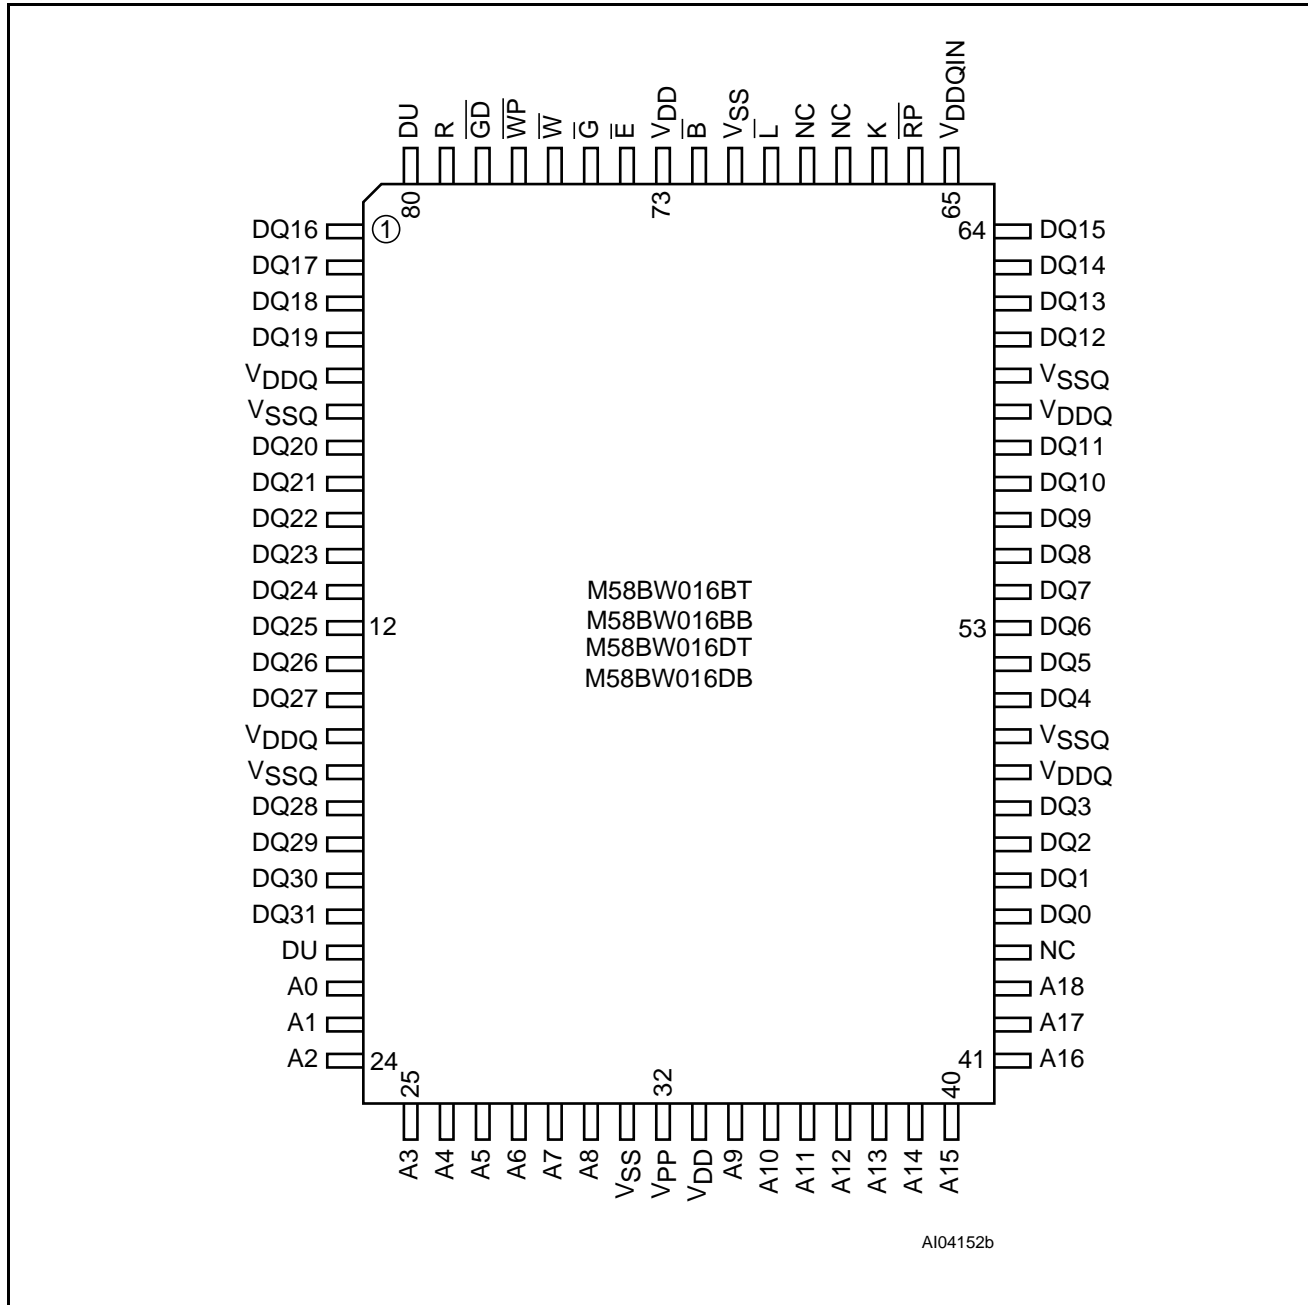 DU R GD WP W G E VDD B VSS L NC NC K RP VDDQIN
80 73 65
DQ16 1 64 DQ15
DQ17 DQ14
DQ18 DQ13
DQ19 DQ12
VDDQ VSSQ
VSSQ VDDQ
DQ20 DQ11
DQ21 DQ10
DQ22 DQ9
DQ23 DQ8
DQ24 DQ7
DQ25 12 53 DQ6
DQ26 DQ5
DQ27 DQ4
VDDQ VSSQ
VSSQ VDDQ
DQ28 DQ3
DQ29 DQ2
DQ30 DQ1
DQ31 DQ0
DU NC
A0 A18
A1 A17
A2 24 41 A16
M58BW016BT
M58BW016BB
M58BW016DT
M58BW016DB
25 32 40
A3 A4 A5 A6 A7 A8 VSS VPP VDD A9 A10 A11 A12 A13 A14 A15
AI04152b